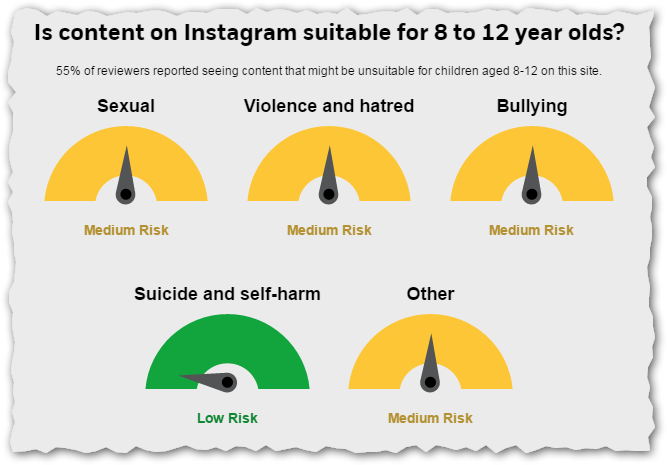 Is content on Instagram suitable for 8 to 12 year olds?
55% of reviewers reported seeing content that might be unsuitable for children aged 8-12 on this site.
Sexual
Violence and hatred
Bullying
Medium Risk
Medium Risk
Medium Risk
Suicide and self-harm
Other
Low Risk
Medium Risk